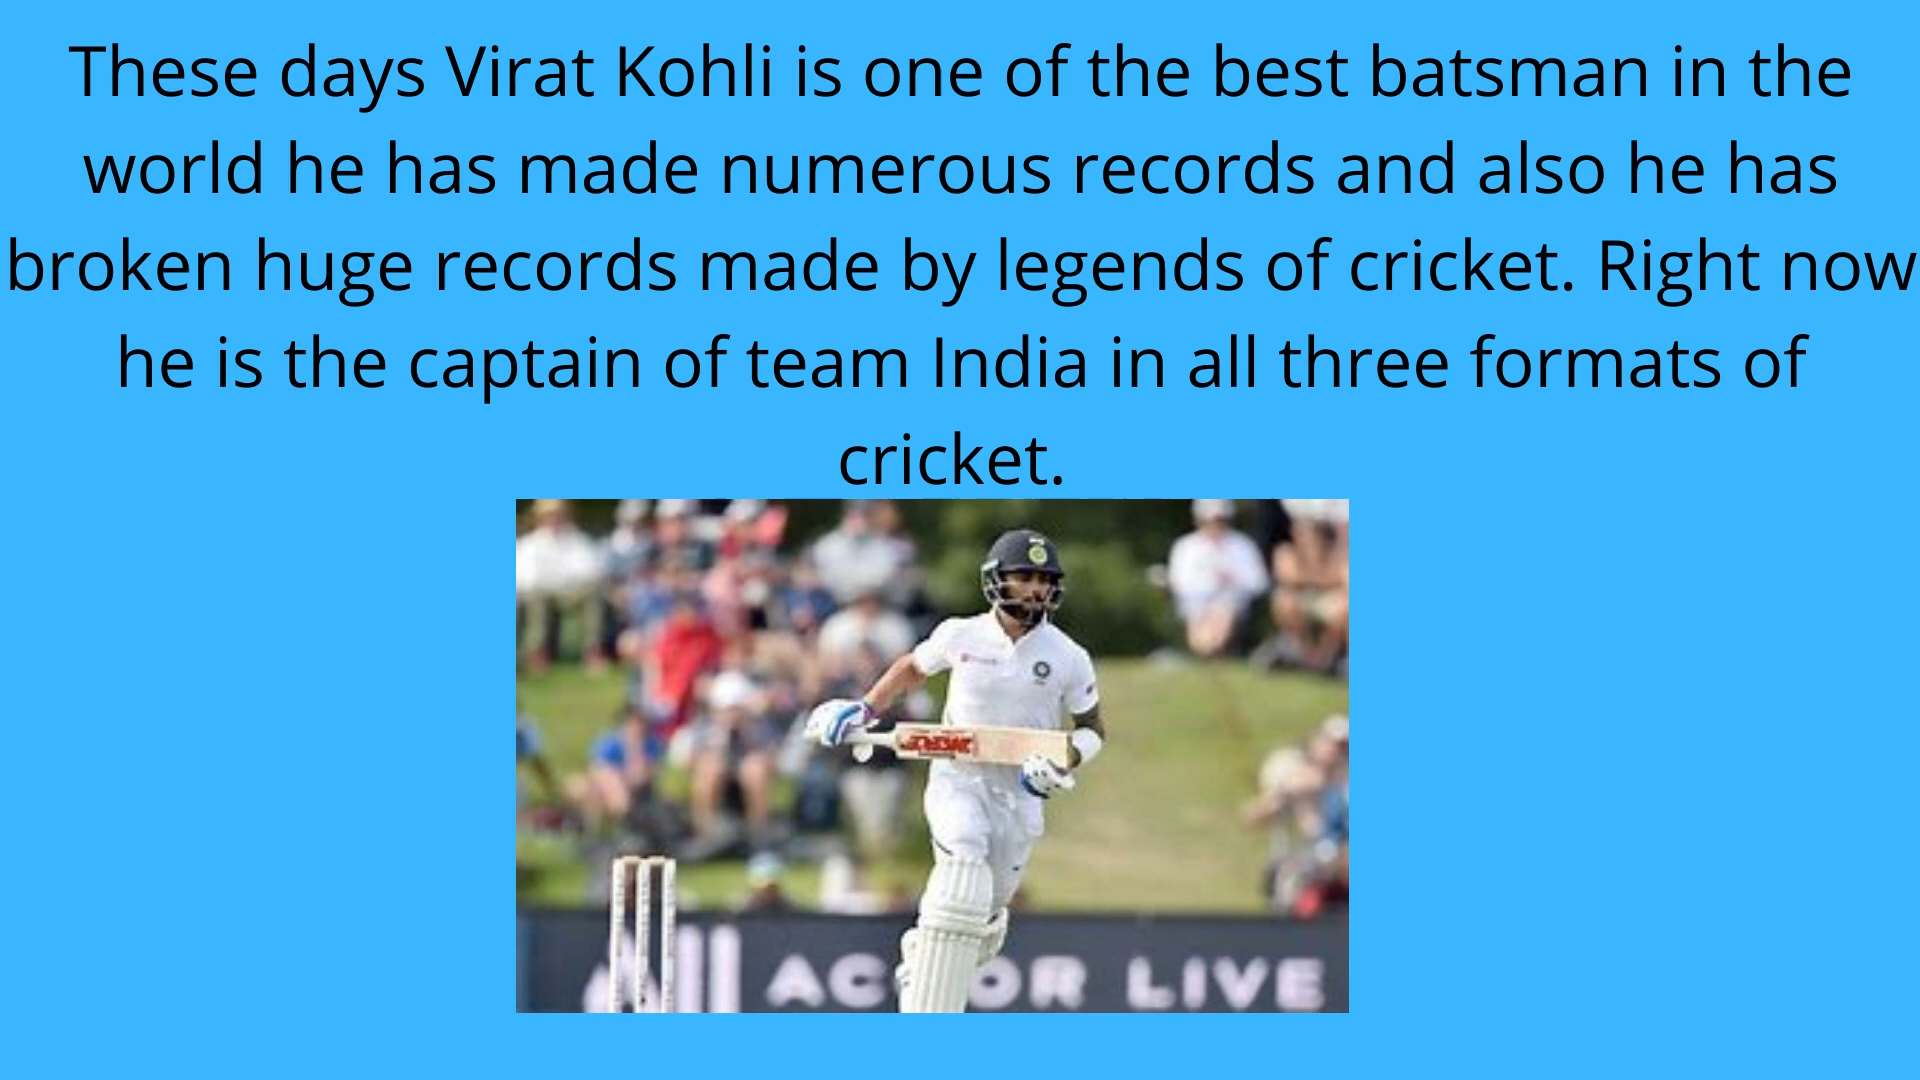 These days Virat Kohli is one of the best batsman in the
world he has made numerous records and also he has
broken huge records made by legends of cricket. Right now
he is the captain of team India in all three formats of
cricket.
All ACCOR LIVE